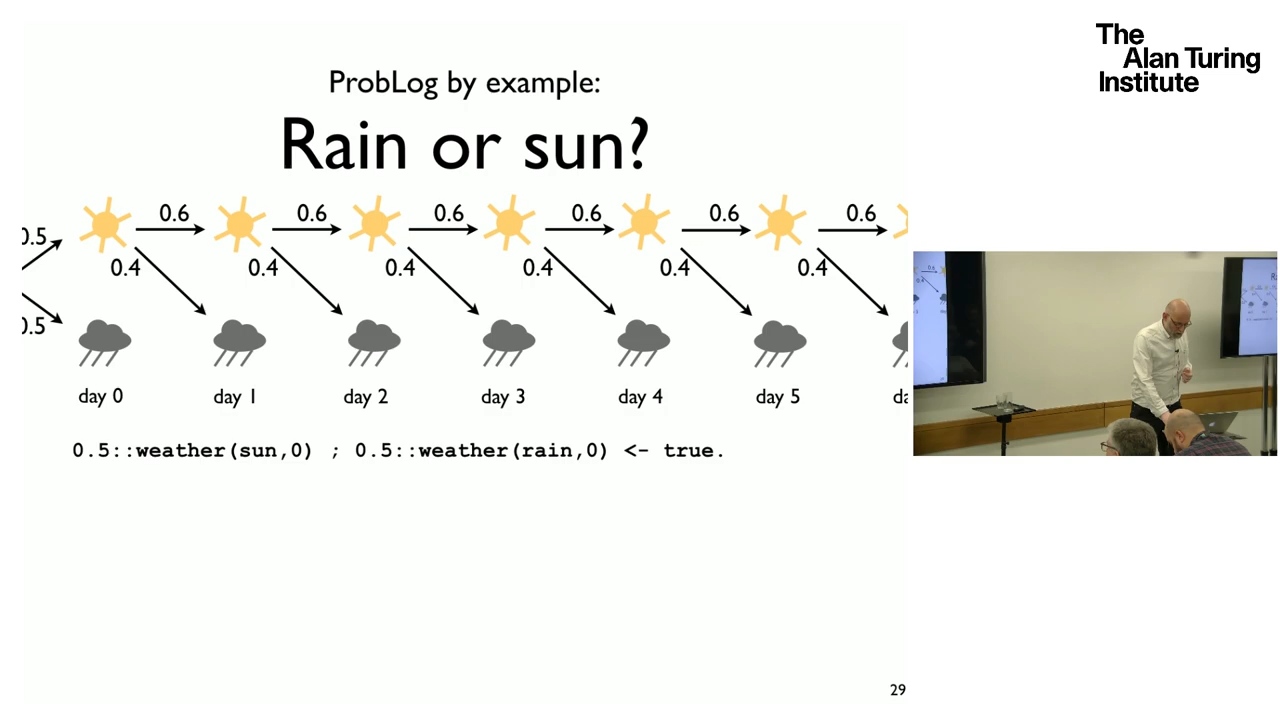 The
Alan Turing
Institute
ProbLog by example:
Rain or sun?
0.6 0.6 0.6 0.6 0.6 0.6
0.5
0.4 0.4 0.4 0.4 0.4 0.4
0.5
day 0 day 1 day 2 day 3 day 4 day 5 da
0.5::weather(sun,0) ; 0.5::weather(rain,0) <- true.
29